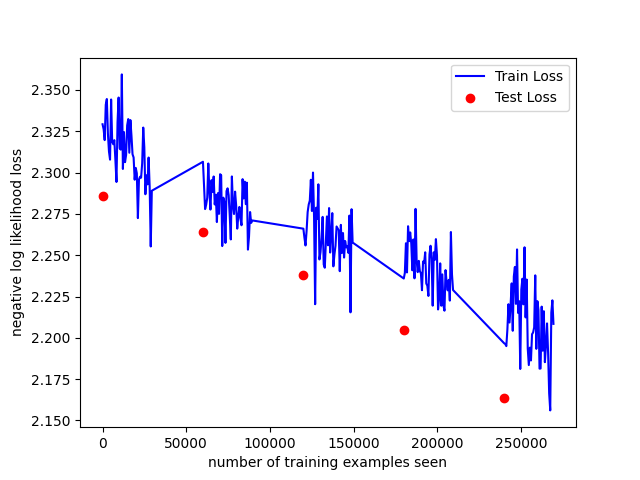 Train Loss
Test Loss
negative log likelihood loss
2.350
2.325
2.300
2.275
2.250
2.225
2.200
2.175
2.150
0 50000 100000 150000 200000 250000
number of training examples seen